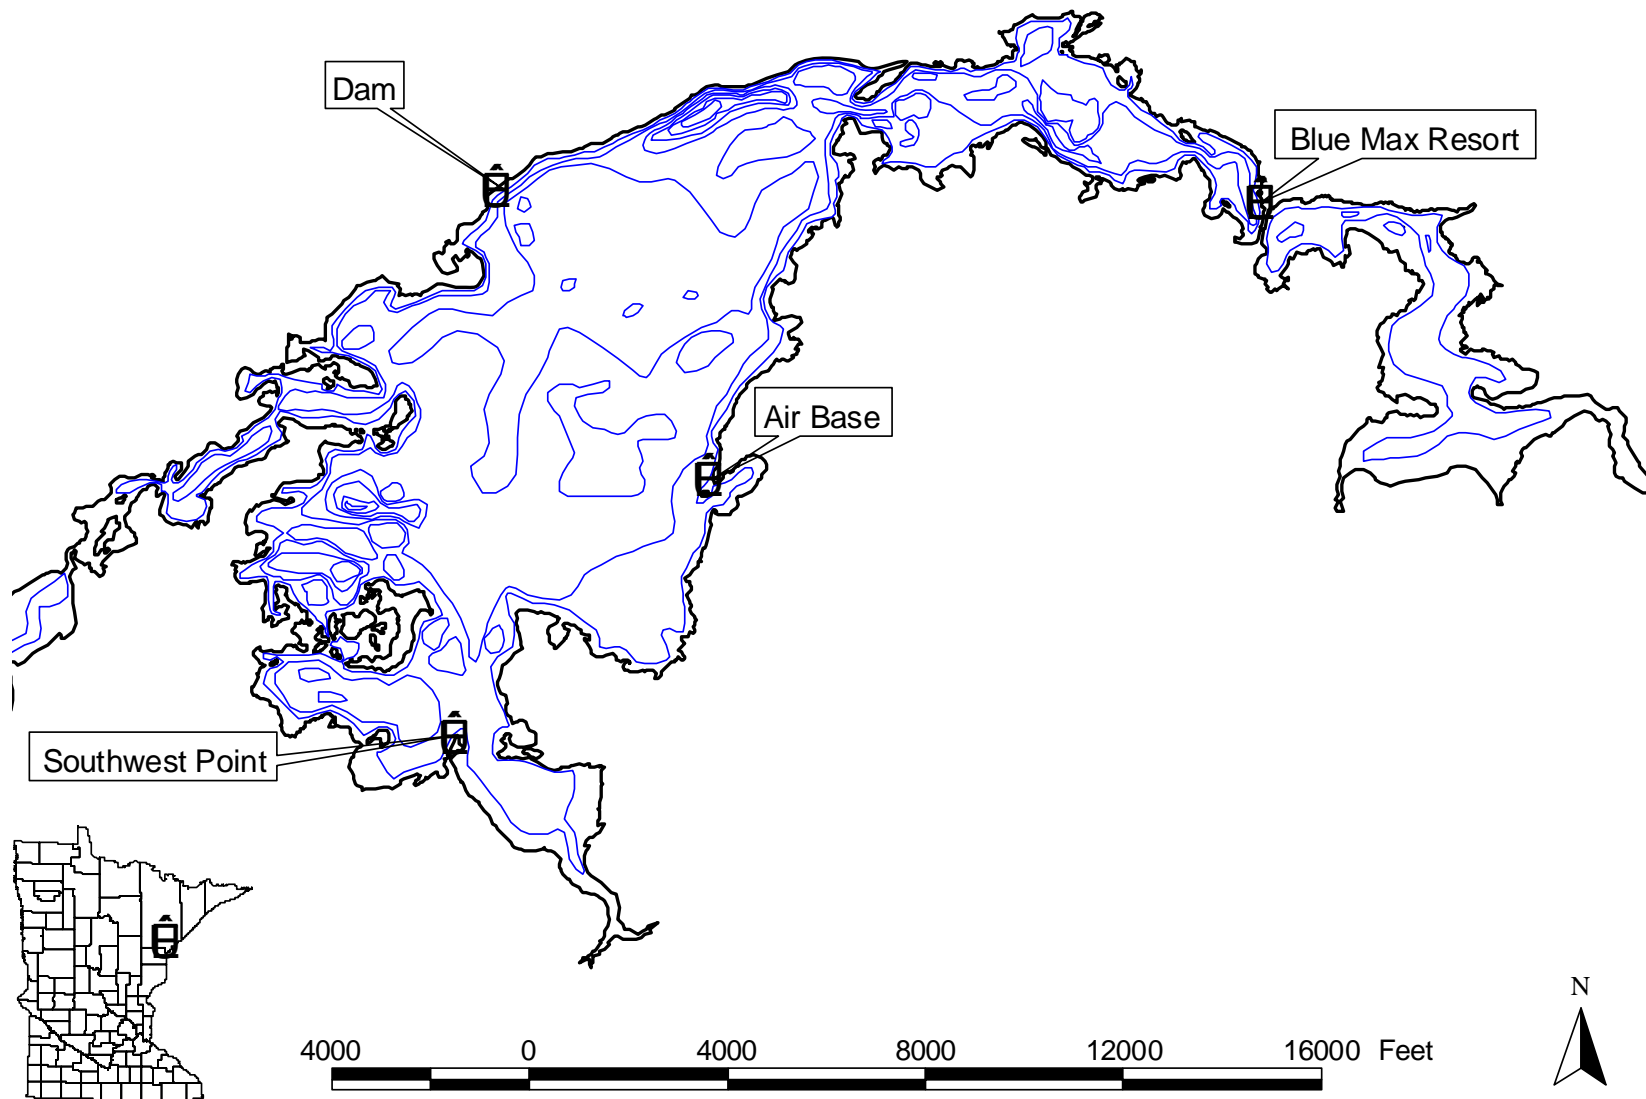 Dam
Blue Max Resort
Air Base
Southwest Point
N
4000 0 4000 8000 12000 16000 Feet